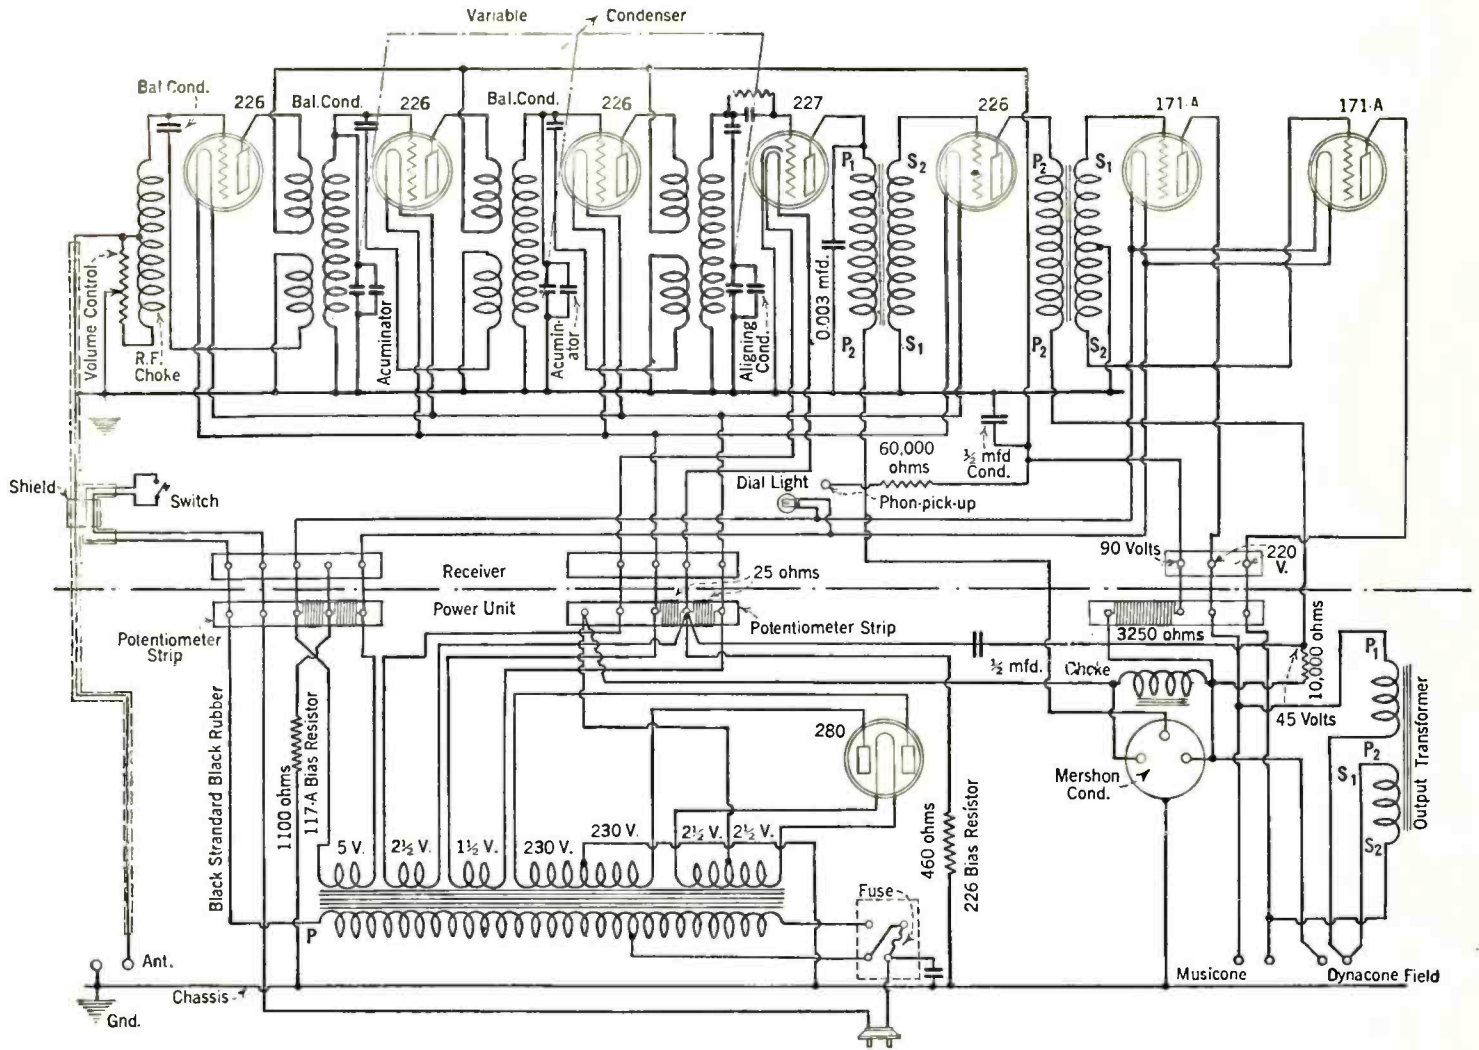 Variable Condenser
Bal. Cond.
226
Bal. Cond.
226
Bal. Cond.
226
227
226
171-A
171-A
P1
S2
P2
S1
Volume Control
R.F. Choke
Acuminator
Acumin-
ator
Aligning
Cond.
0.003 mfd.
P2
S1
P2
S2
60,000
ohms
½ mfd
Cond.
Shield
Switch
Dial Light
Phon-pick-up
90 Volts
220
V.
Receiver
25 ohms
Power Unit
Potentiometer
Strip
Potentiometer Strip
3250 ohms
½ mfd.
Choke
10,000 ohms
P1
45 Volts
Black Strandard Black Rubber
1100 ohms
117-A Bias Resistor
280
Mershon
Cond.
P2
S1
Output Transformer
5 V.
2½ V.
1½ V.
230 V.
230 V.
2½ V.
2½ V.
460 ohms
226 Bias Resistor
S2
Fuse
P
Ant.
Musicone
Dynacone Field
Chassis
Gnd.